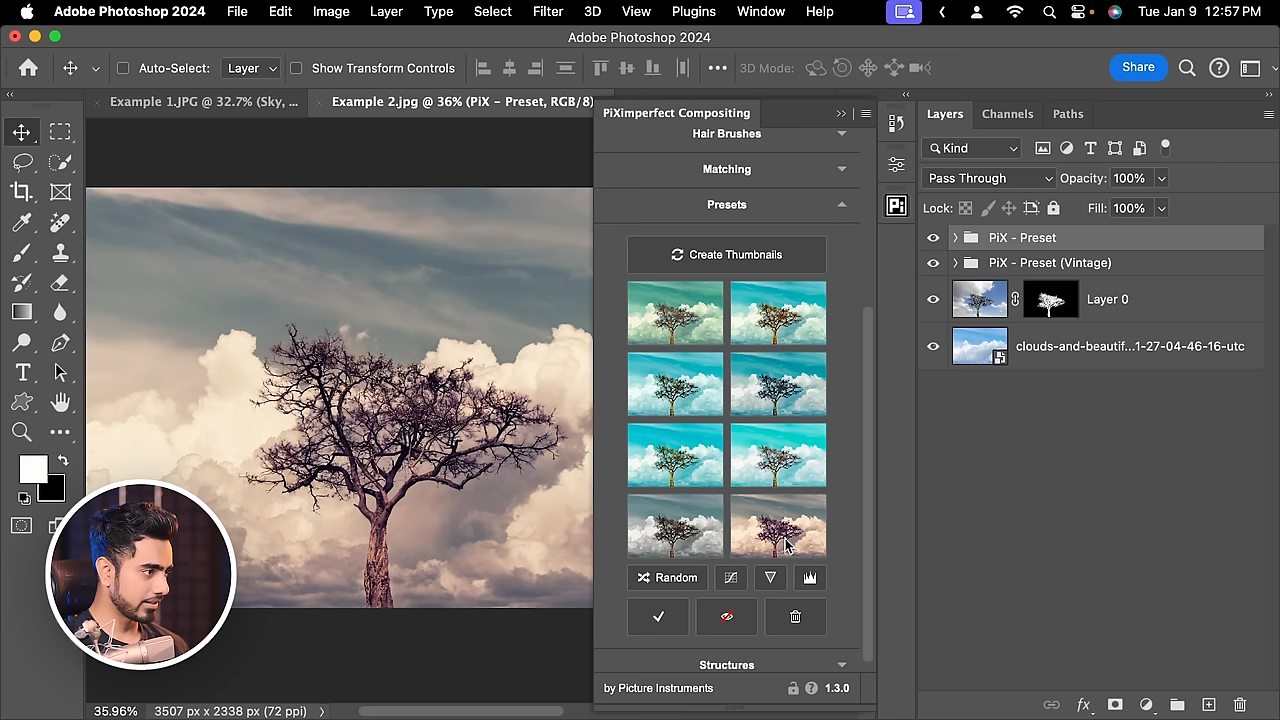 Adobe Photoshop 2024 File Edit Image Layer Type Select Filter 3D View Plugins Window Help Tue Jan 9 12:57 PM
Adobe Photoshop 2024
Auto-Select: Layer Show Transform Controls 3D Mode: Share
Example 1.JPG @ 32.7% (Sky, ... Example 2.jpg @ 36% (PiX - Preset, RGB/8)
PiXimperfect Compositing
Hair Brushes
Matching
Presets
Create Thumbnails
Random
Structures
by Picture Instruments 1.3.0
Pi
Layers Channels Paths
Kind
Pass Through Opacity: 100%
Lock: Fill: 100%
PiX - Preset
PiX - Preset (Vintage)
Layer 0
clouds-and-beautif...1-27-04-46-16-utc
fx
35.96% 3507 px x 2338 px (72 ppi)